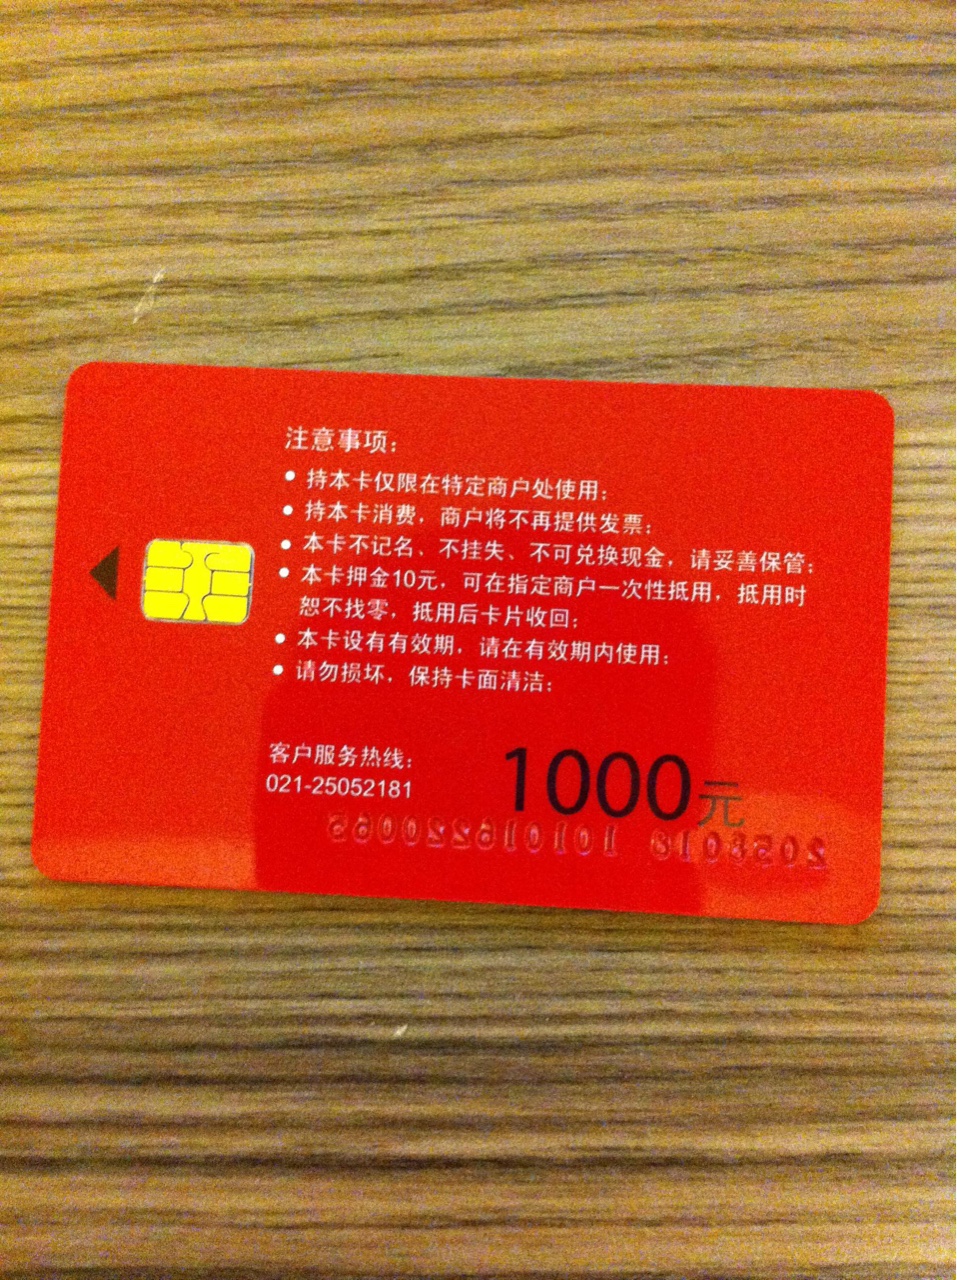 注意事项：
● 持本卡仅限在特定商户处使用；
● 持本卡消费，商户将不再提供发票；
● 本卡不记名、不挂失、不可兑换现金，请妥善保管；
● 本卡押金10元，可在指定商户一次性抵用，抵用时
恕不找零，抵用后卡片收回；
● 本卡设有有效期，请在有效期内使用；
● 请勿损坏，保持卡面清洁；
客户服务热线：
021-25052181
1000元